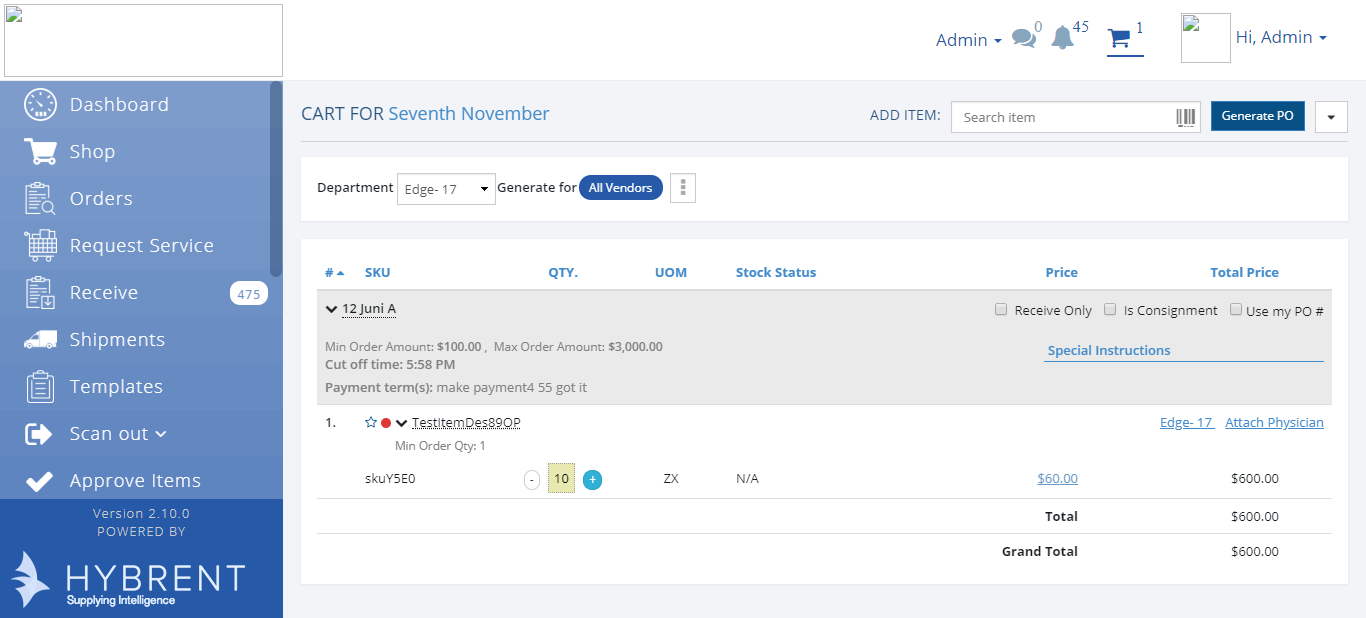 Admin 0 45 1 Hi, Admin
Dashboard
Shop
Orders
Request Service
Receive 475
Shipments
Templates
Scan out
Approve Items
Version 2.10.0
POWERED BY
HYBRENT
Supplying Intelligence
CART FOR Seventh November ADD ITEM: Search item Generate PO
Department Edge- 17 Generate for All Vendors
# SKU QTY. UOM Stock Status Price Total Price
12 Juni A Receive Only Is Consignment Use my PO #
Min Order Amount: $100.00 , Max Order Amount: $3,000.00
Special Instructions
Cut off time: 5:58 PM
Payment term(s): make payment4 55 got it
1. TestItemDes89OP Edge- 17 Attach Physician
Min Order Qty: 1
skuY5E0 - 10 + ZX N/A $60.00 $600.00
Total $600.00
Grand Total $600.00